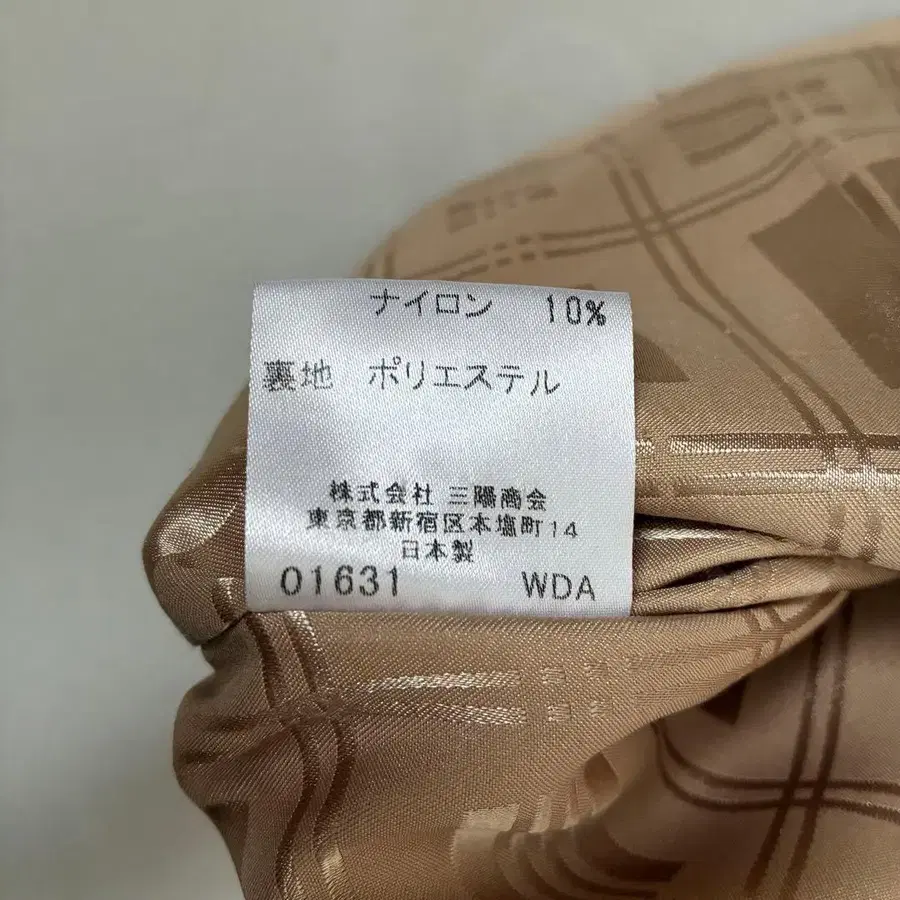 ナイロン 10%
裏地 ポリエステル
株式会社 三陽商会
東京都新宿区本塩町14
日本製
01631 WDA